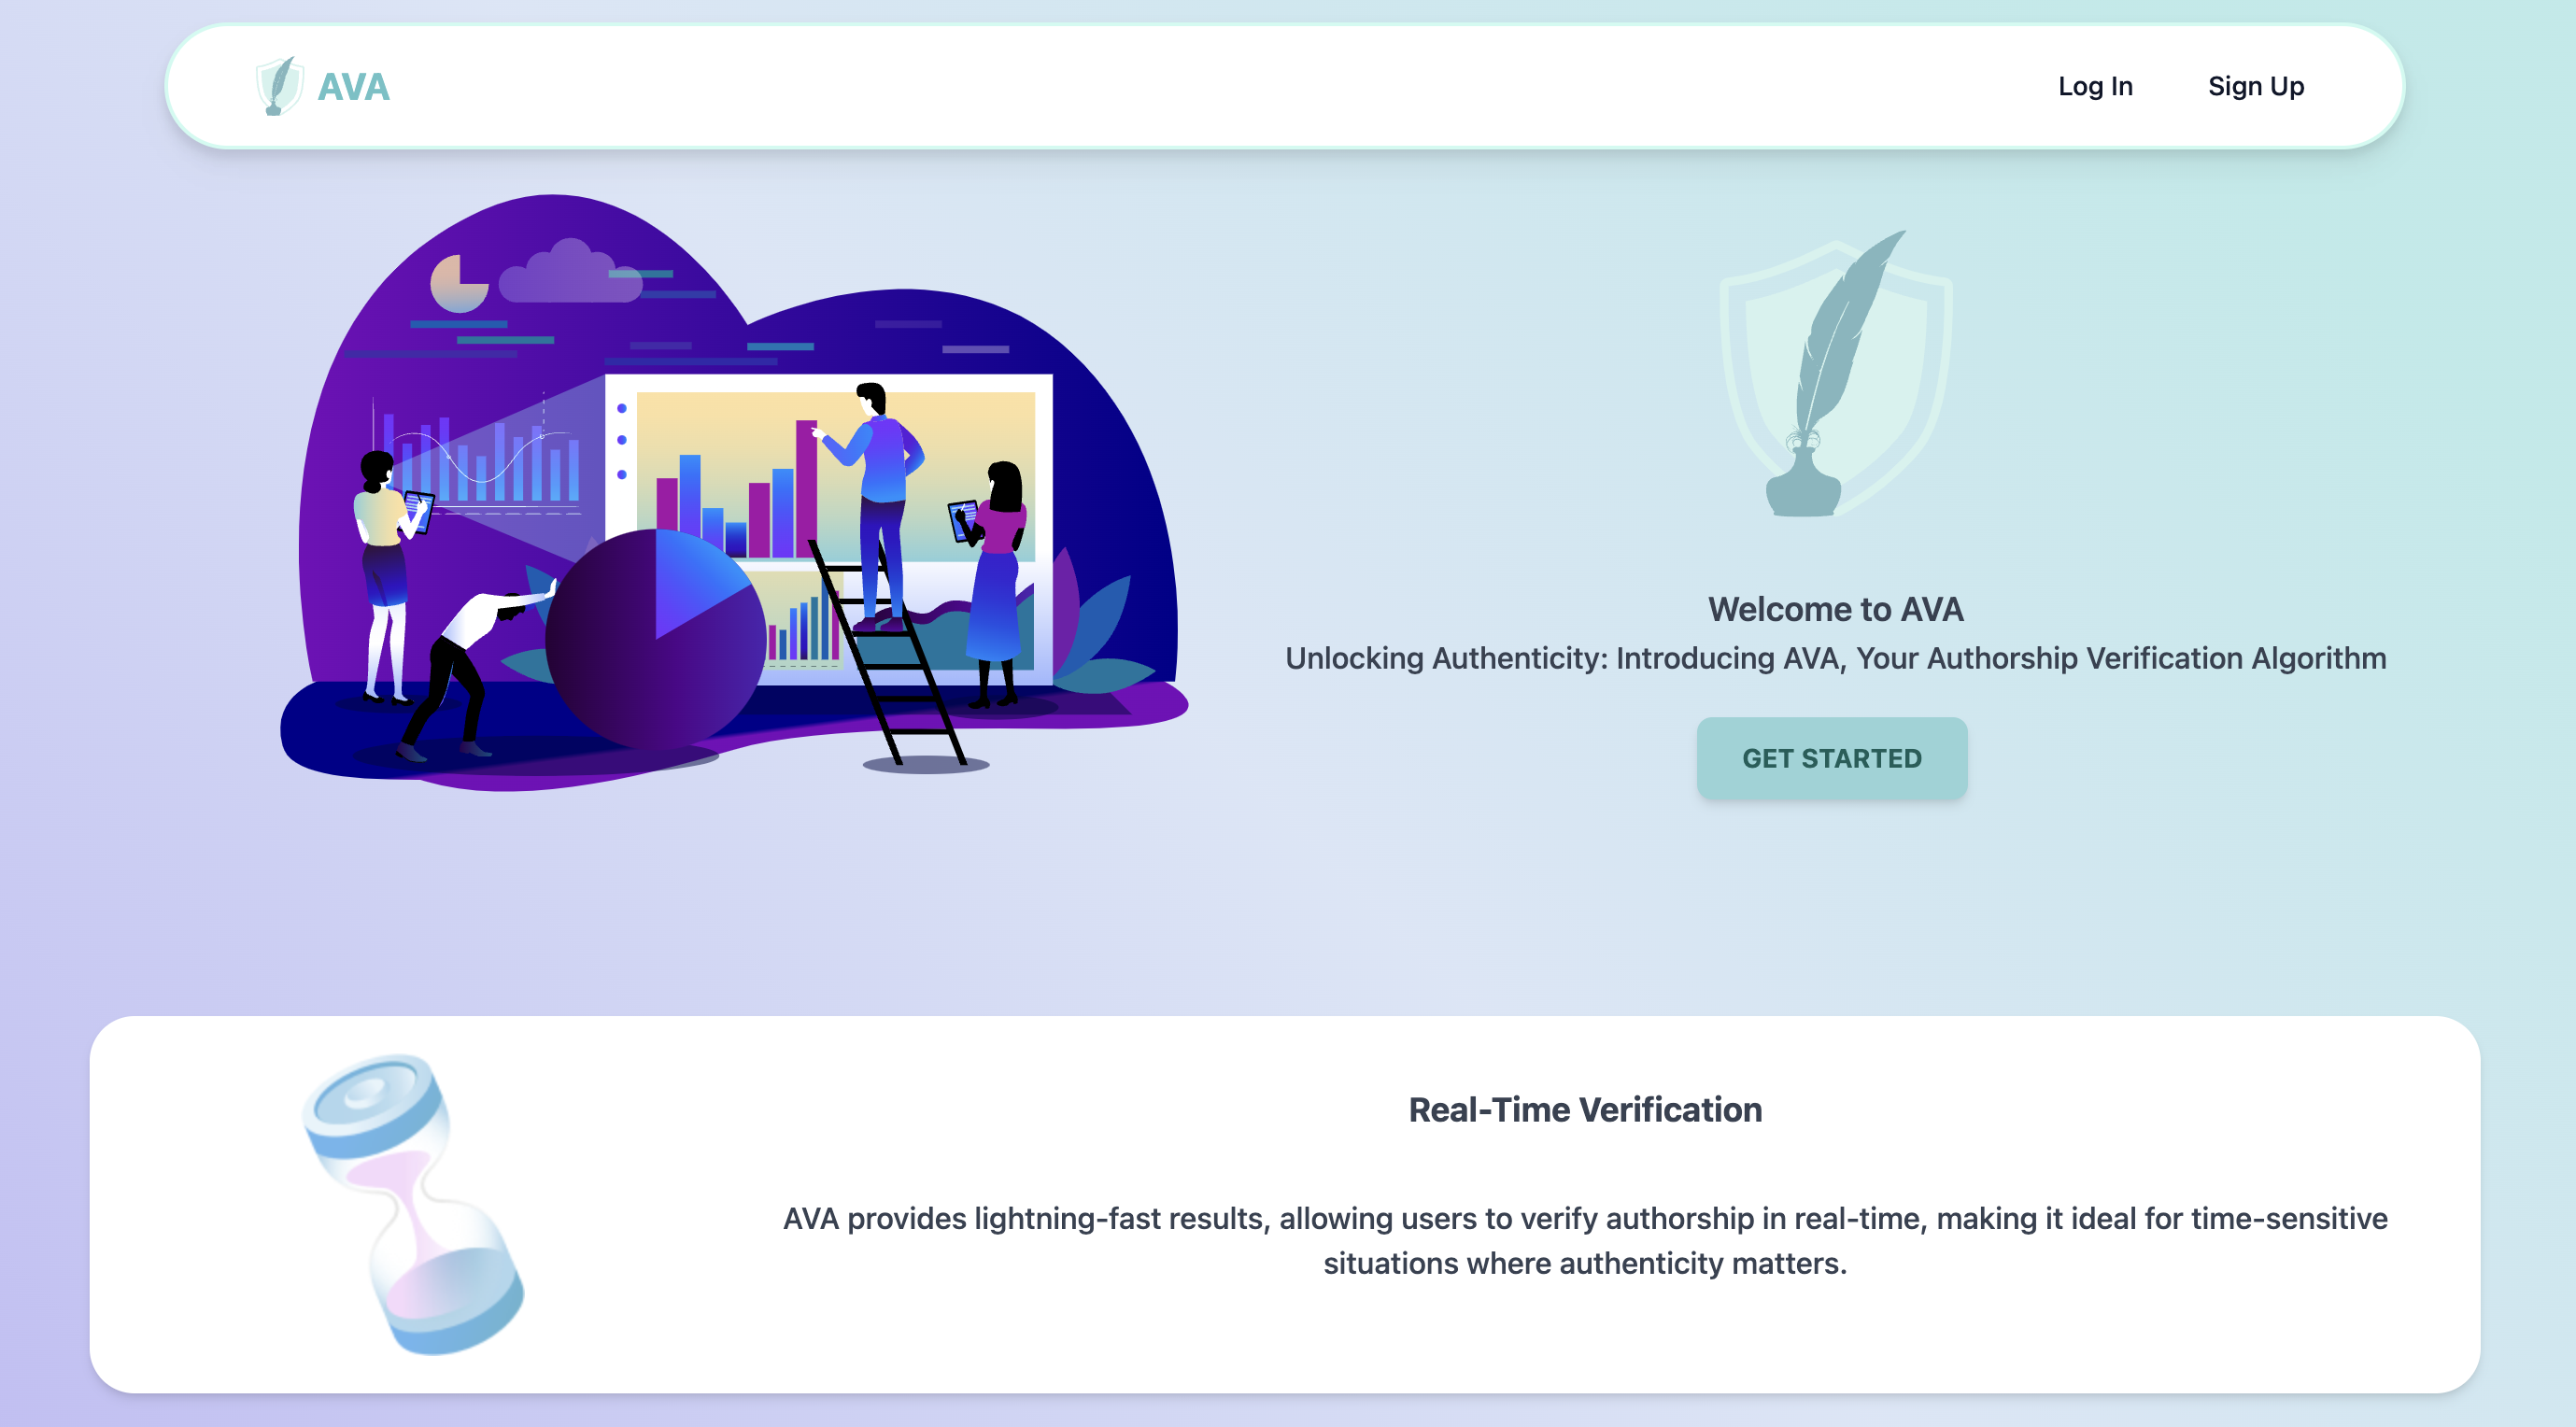 AVA
Log In
Sign Up
Welcome to AVA
Unlocking Authenticity: Introducing AVA, Your Authorship Verification Algorithm
GET STARTED
Real-Time Verification
AVA provides lightning-fast results, allowing users to verify authorship in real-time, making it ideal for time-sensitive
situations where authenticity matters.